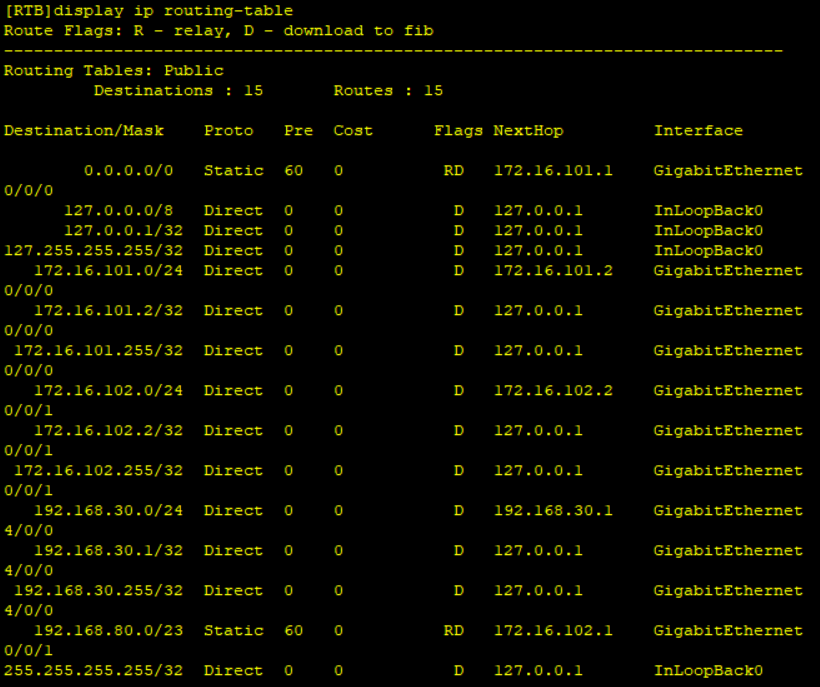 [RTB]display ip routing-table
Route Flags: R - relay, D - download to fib
------------------------------------------------------------------------------
Routing Tables: Public
         Destinations : 15       Routes : 15

Destination/Mask    Proto   Pre  Cost      Flags NextHop         Interface

        0.0.0.0/0   Static  60   0          RD   172.16.101.1    GigabitEthernet
0/0/0
      127.0.0.0/8   Direct  0    0           D   127.0.0.1       InLoopBack0
      127.0.0.1/32  Direct  0    0           D   127.0.0.1       InLoopBack0
127.255.255.255/32  Direct  0    0           D   127.0.0.1       InLoopBack0
   172.16.101.0/24  Direct  0    0           D   172.16.101.2    GigabitEthernet
0/0/0
   172.16.101.2/32  Direct  0    0           D   127.0.0.1       GigabitEthernet
0/0/0
 172.16.101.255/32  Direct  0    0           D   127.0.0.1       GigabitEthernet
0/0/0
   172.16.102.0/24  Direct  0    0           D   172.16.102.2    GigabitEthernet
0/0/1
   172.16.102.2/32  Direct  0    0           D   127.0.0.1       GigabitEthernet
0/0/1
 172.16.102.255/32  Direct  0    0           D   127.0.0.1       GigabitEthernet
0/0/1
   192.168.30.0/24  Direct  0    0           D   192.168.30.1    GigabitEthernet
4/0/0
   192.168.30.1/32  Direct  0    0           D   127.0.0.1       GigabitEthernet
4/0/0
 192.168.30.255/32  Direct  0    0           D   127.0.0.1       GigabitEthernet
4/0/0
   192.168.80.0/23  Static  60   0          RD   172.16.102.1    GigabitEthernet
0/0/1
255.255.255.255/32  Direct  0    0           D   127.0.0.1       InLoopBack0